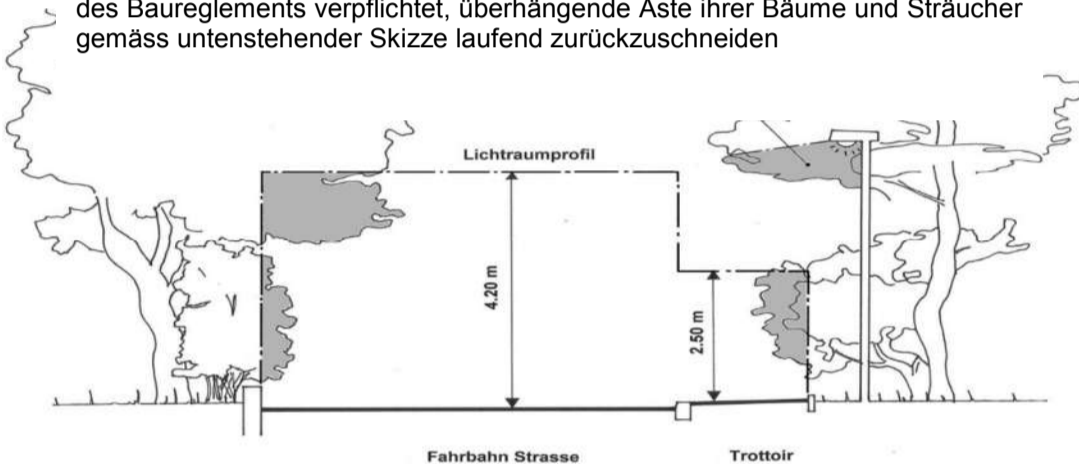 des Baureglements verpflichtet, überhängende Äste ihrer Bäume und Sträucher
gemäss untenstehender Skizze laufend zurückzuschneiden
Lichtraumprofil
4.20 m
2.50 m
Fahrbahn Strasse
Trottoir